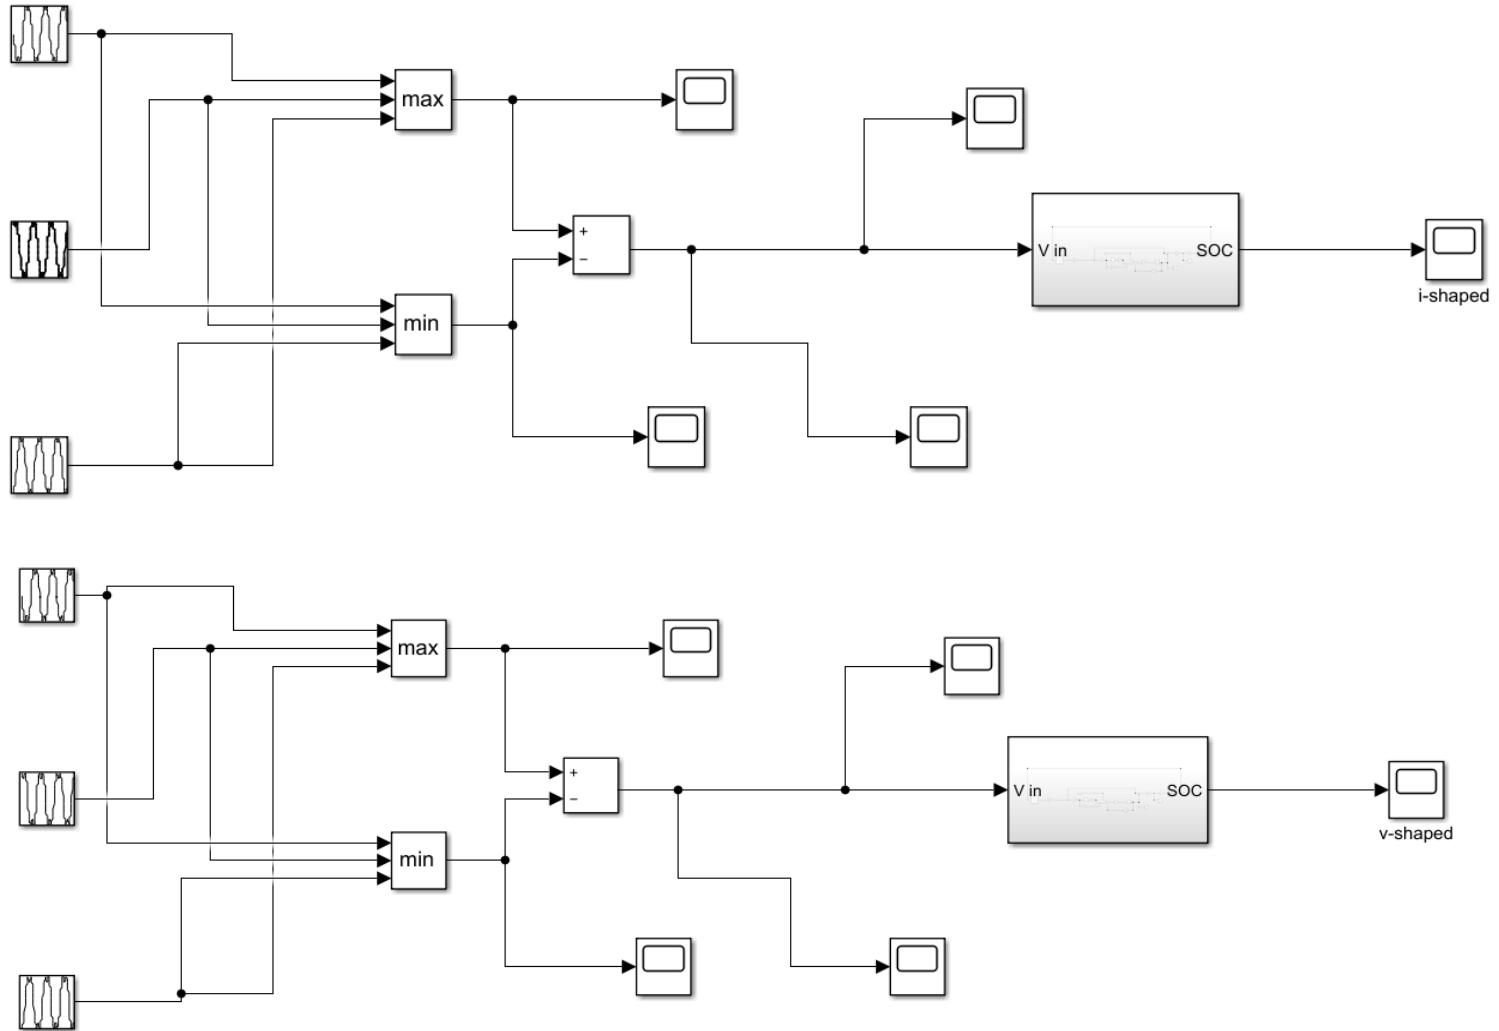 max
+
−
V in
SOC
i-shaped
min
max
+
−
V in
SOC
v-shaped
min